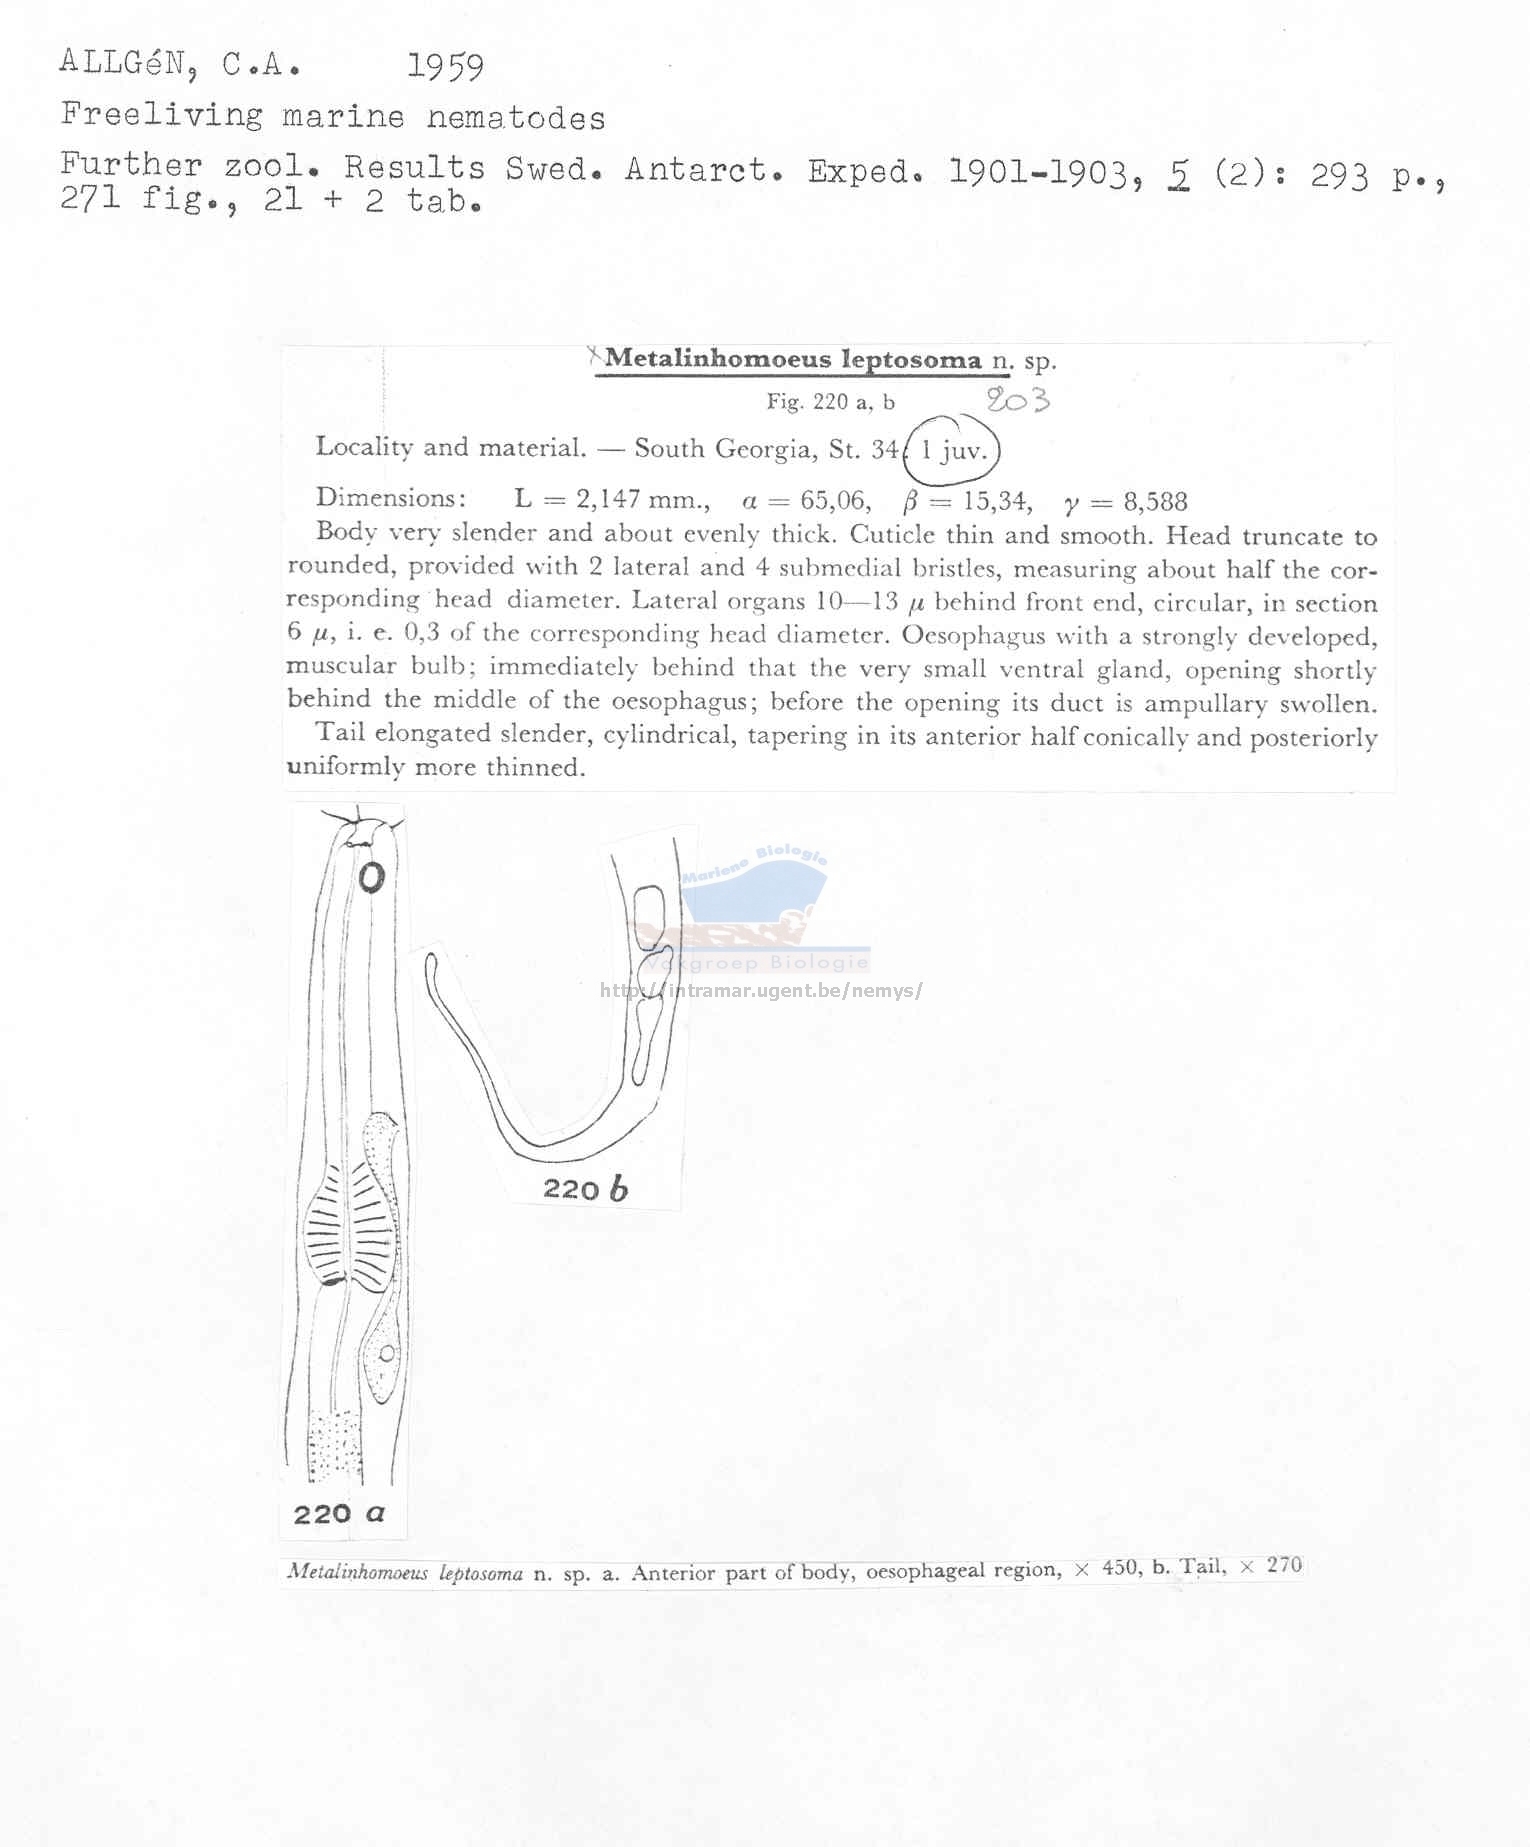 ALLGéN, C.A. 1959
Freeliving marine nematodes
Further zool. Results Swed. Antarct. Exped. 1901-1903, 5 (2): 293 p.,
271 fig., 21 + 2 tab.
Metalinhomoeus leptosoma n. sp.
Fig. 220 a, b 203
Locality and material. — South Georgia, St. 34, 1 juv.
Dimensions: L = 2,147 mm., α = 65,06, β = 15,34, γ = 8,588
Body very slender and about evenly thick. Cuticle thin and smooth. Head truncate to
rounded, provided with 2 lateral and 4 submedial bristles, measuring about half the cor-
responding head diameter. Lateral organs 10—13 μ behind front end, circular, in section
6 μ, i. e. 0,3 of the corresponding head diameter. Oesophagus with a strongly developed,
muscular bulb; immediately behind that the very small ventral gland, opening shortly
behind the middle of the oesophagus; before the opening its duct is ampullary swollen.
Tail elongated slender, cylindrical, tapering in its anterior half conically and posteriorly
uniformly more thinned.
Mariene Biologie
Vakgroep Biologie
http://intramar.ugent.be/nemys/
220 b
220 a
Metalinhomoeus leptosoma n. sp. a. Anterior part of body, oesophageal region, × 450, b. Tail, × 270